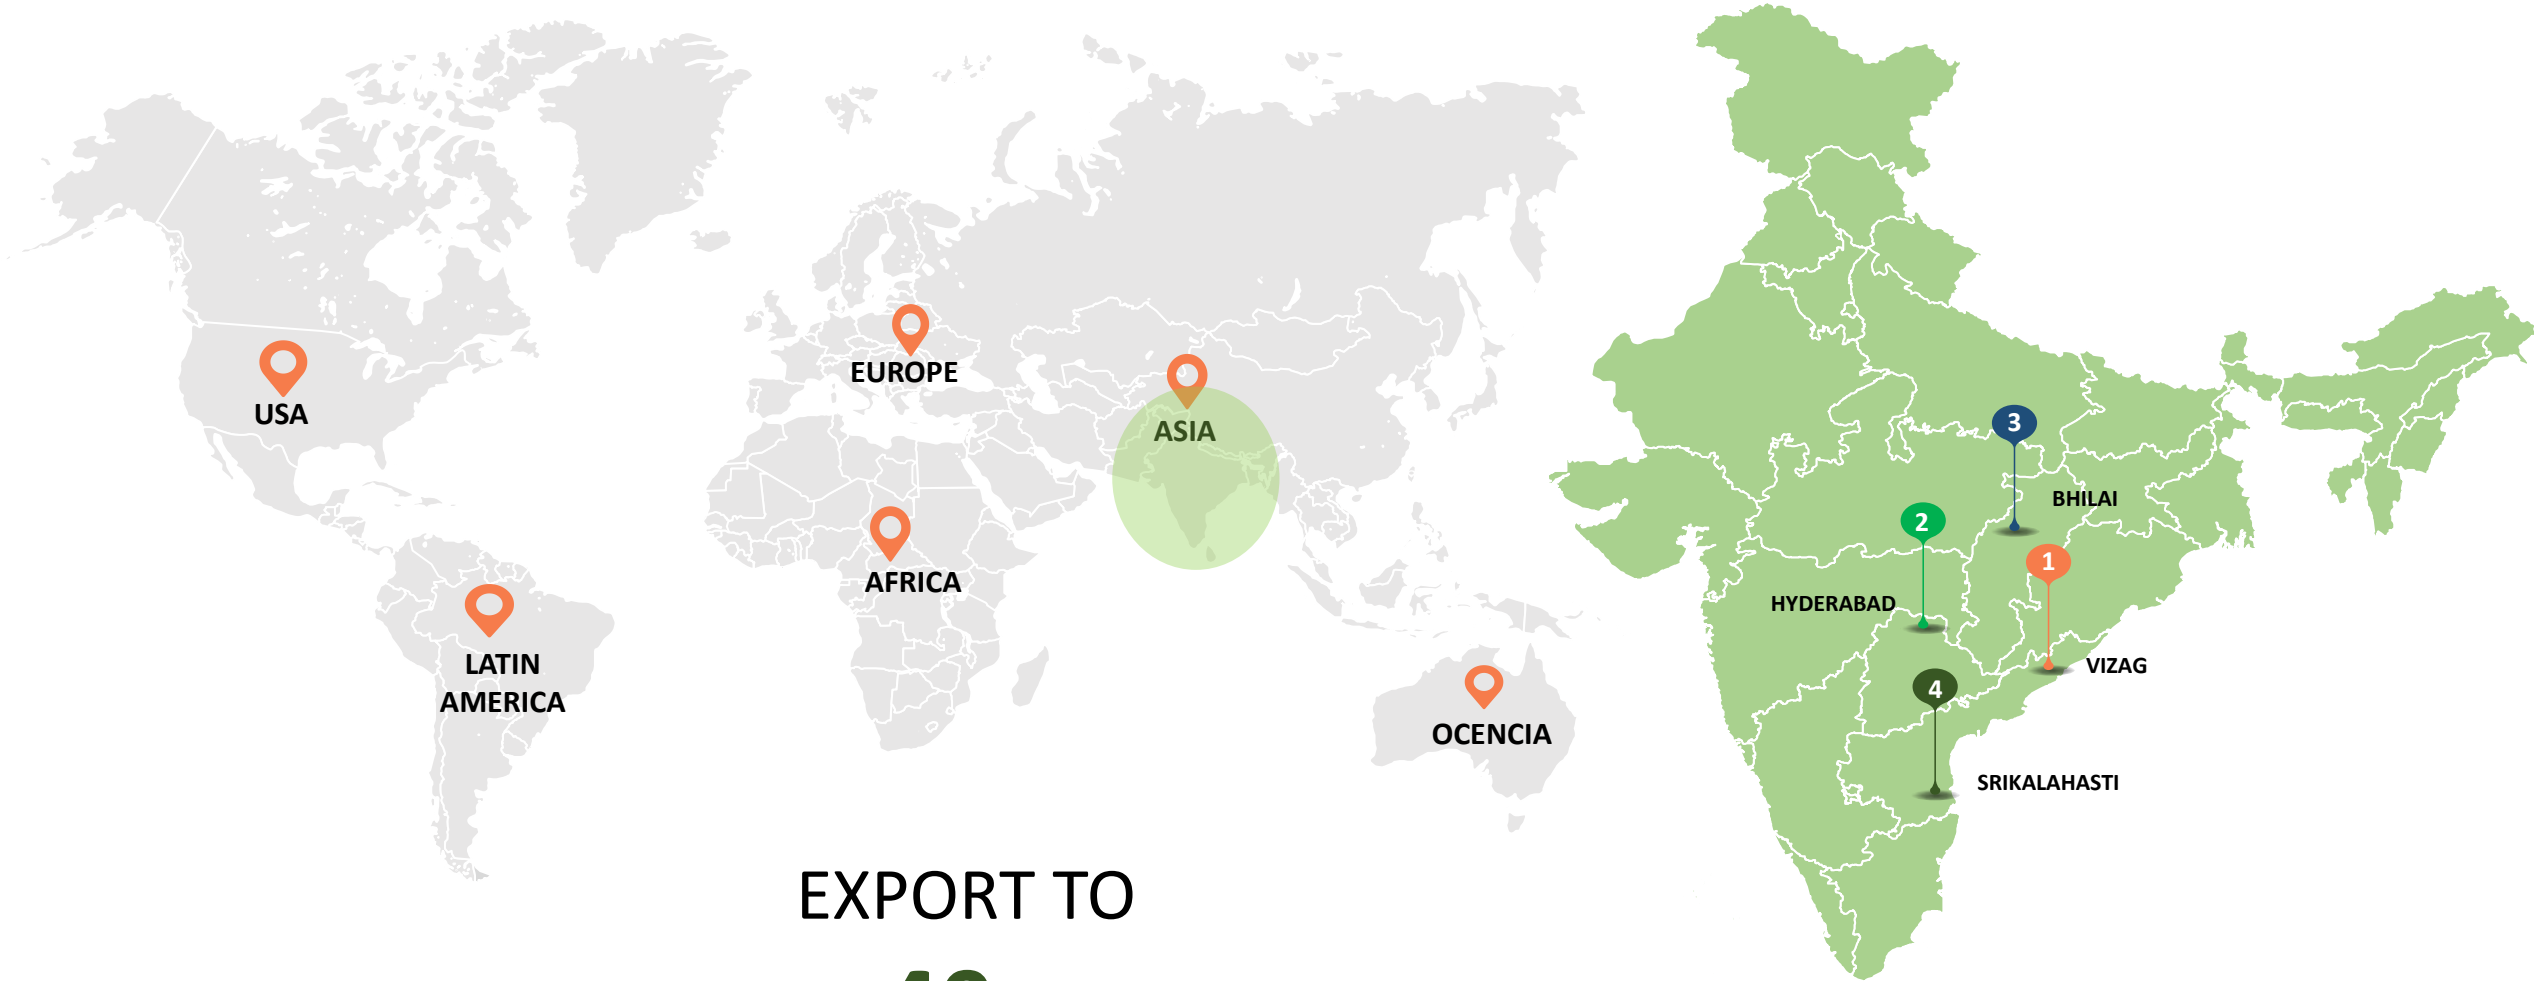 USA
EUROPE
ASIA
AFRICA
LATIN
AMERICA
OCENCIA
EXPORT TO
3
BHILAI
2
1
HYDERABAD
VIZAG
4
SRIKALAHASTI